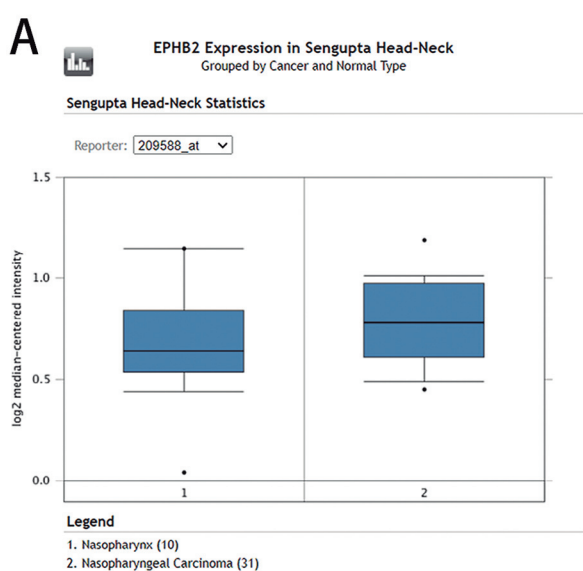 A
EPHB2 Expression in Sengupta Head-Neck
Grouped by Cancer and Normal Type
Sengupta Head-Neck Statistics
Reporter: 209588_at
1.5
1.0
0.5
0.0
log2 median-centered intensity
1 2
Legend
1. Nasopharynx (10)
2. Nasopharyngeal Carcinoma (31)